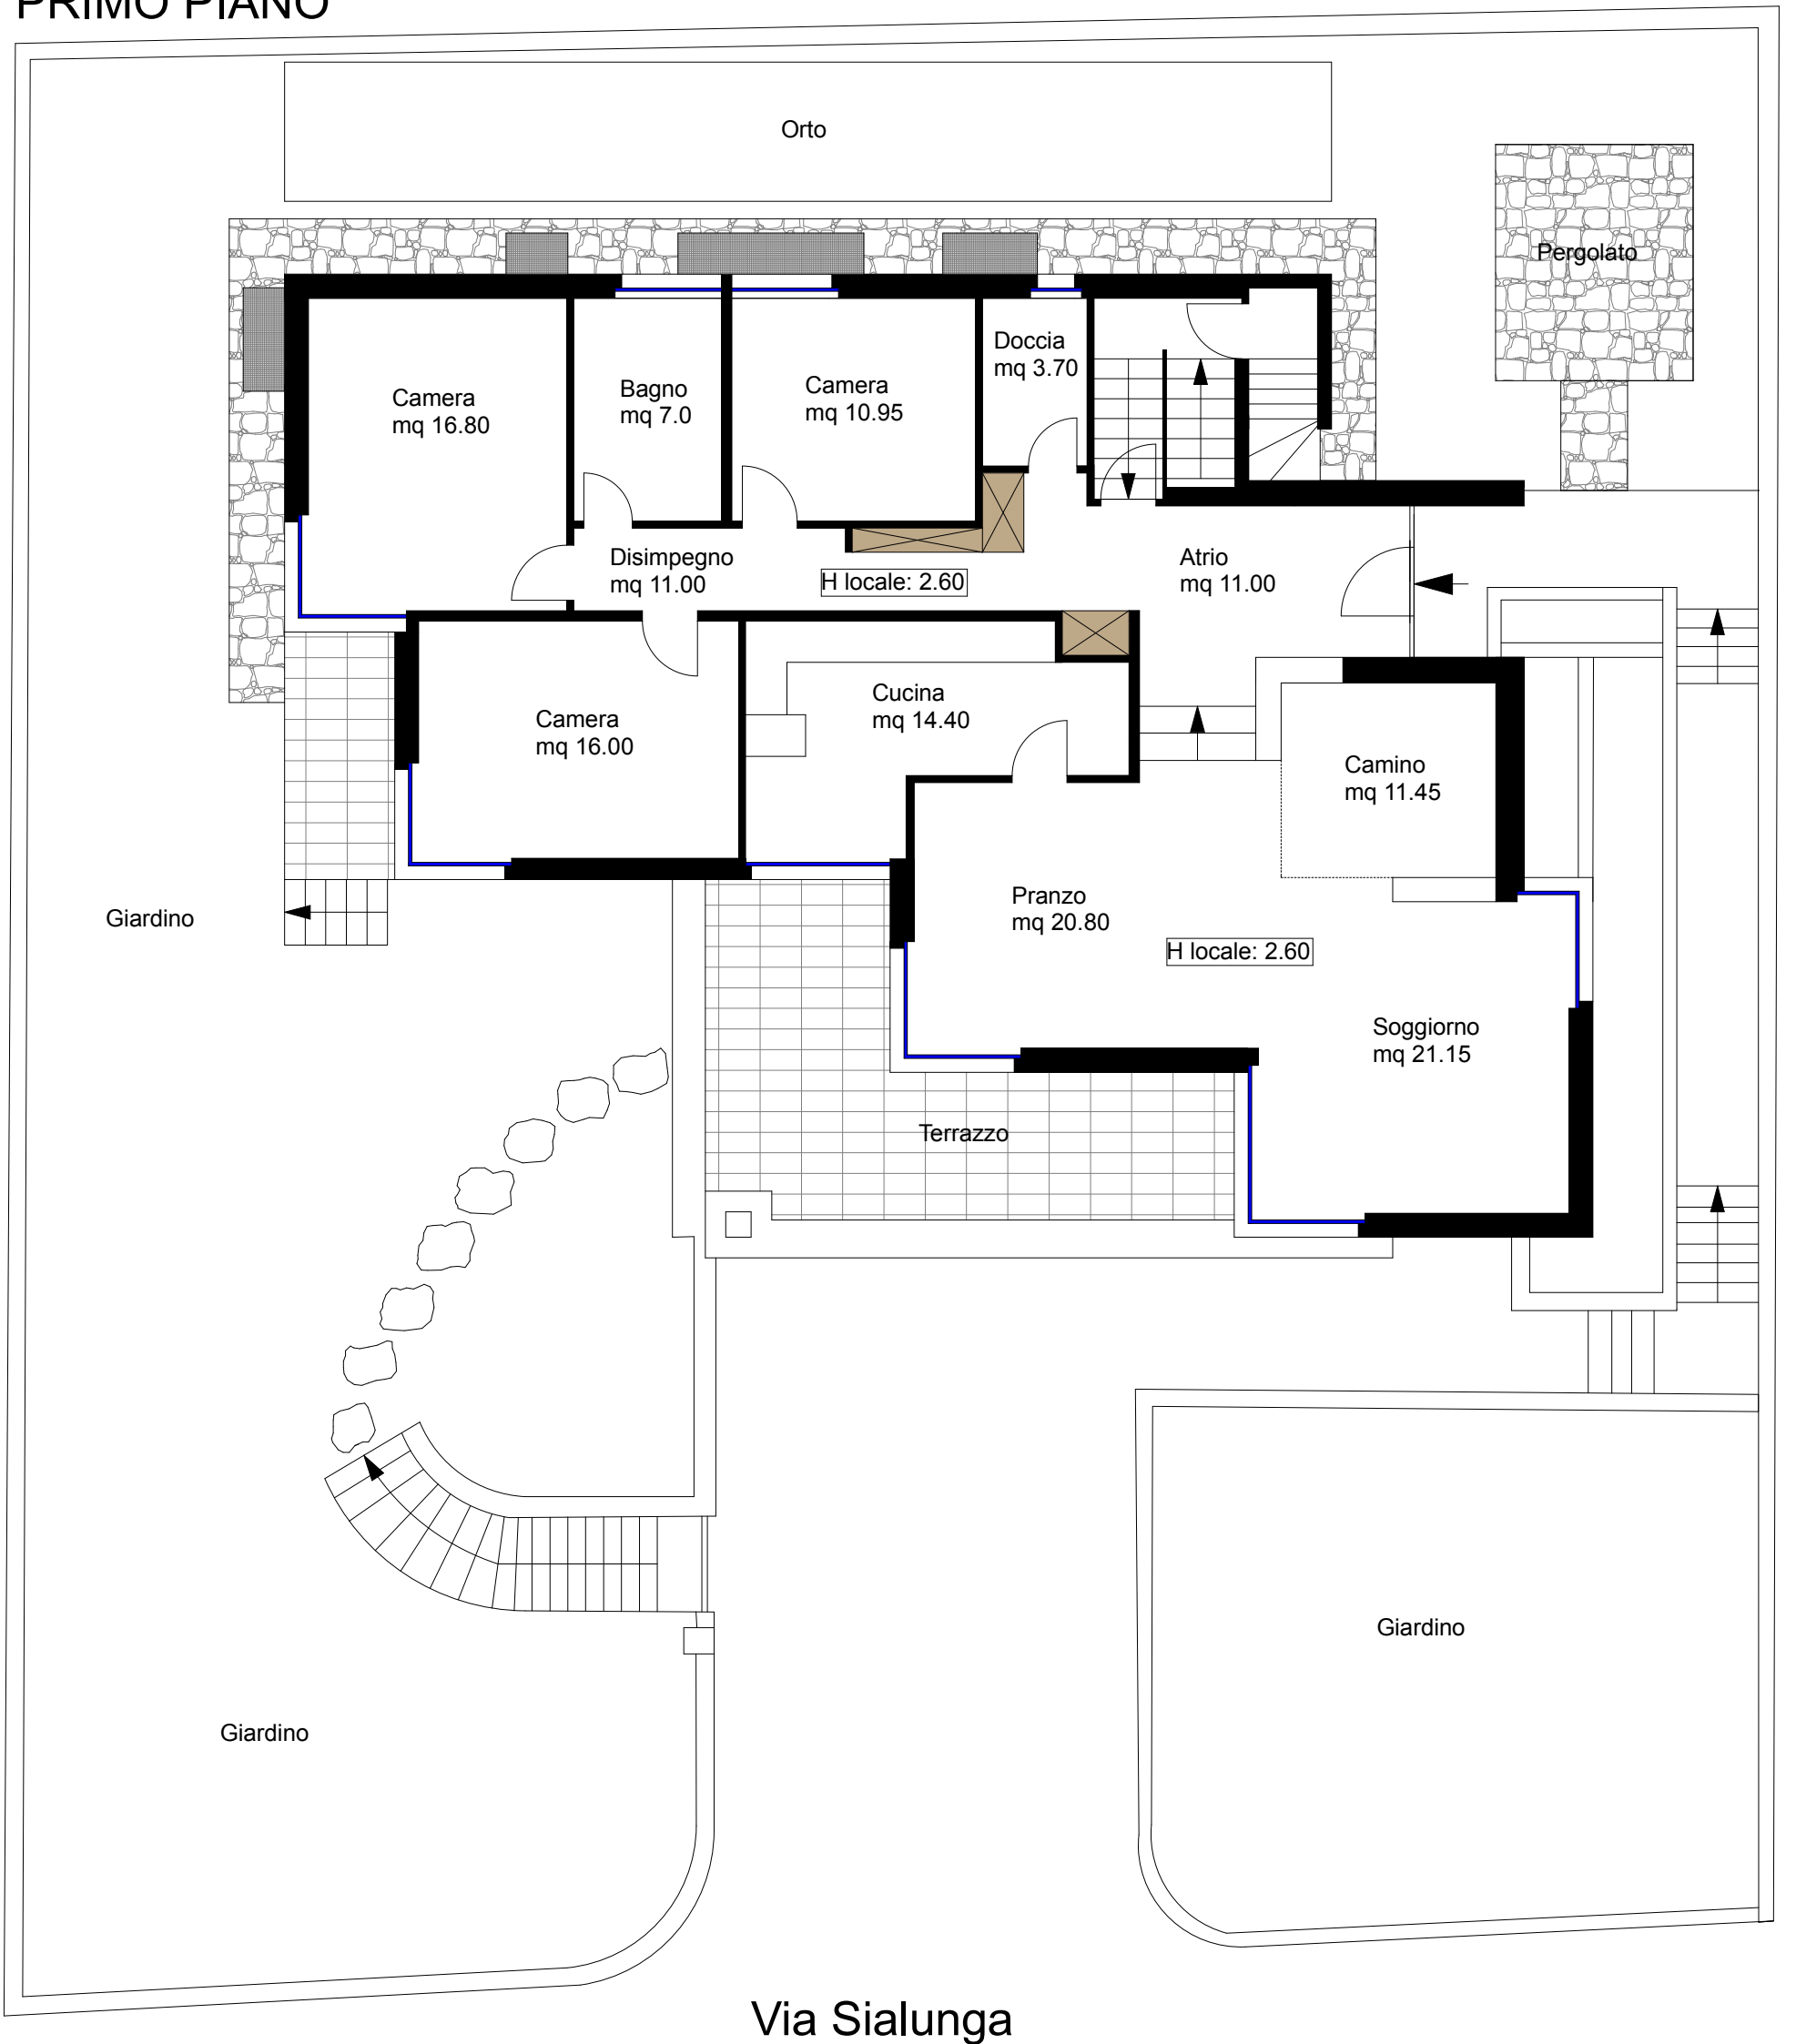 PRIMO PIANO
Orto
Pergolato
Doccia
mq 3.70
Camera
mq 16.80
Bagno
mq 7.0
Camera
mq 10.95
Disimpegno
mq 11.00
H locale: 2.60
Atrio
mq 11.00
Camera
mq 16.00
Cucina
mq 14.40
Camino
mq 11.45
Giardino
Pranzo
mq 20.80
H locale: 2.60
Soggiorno
mq 21.15
Terrazzo
Giardino
Giardino
Via Sialunga